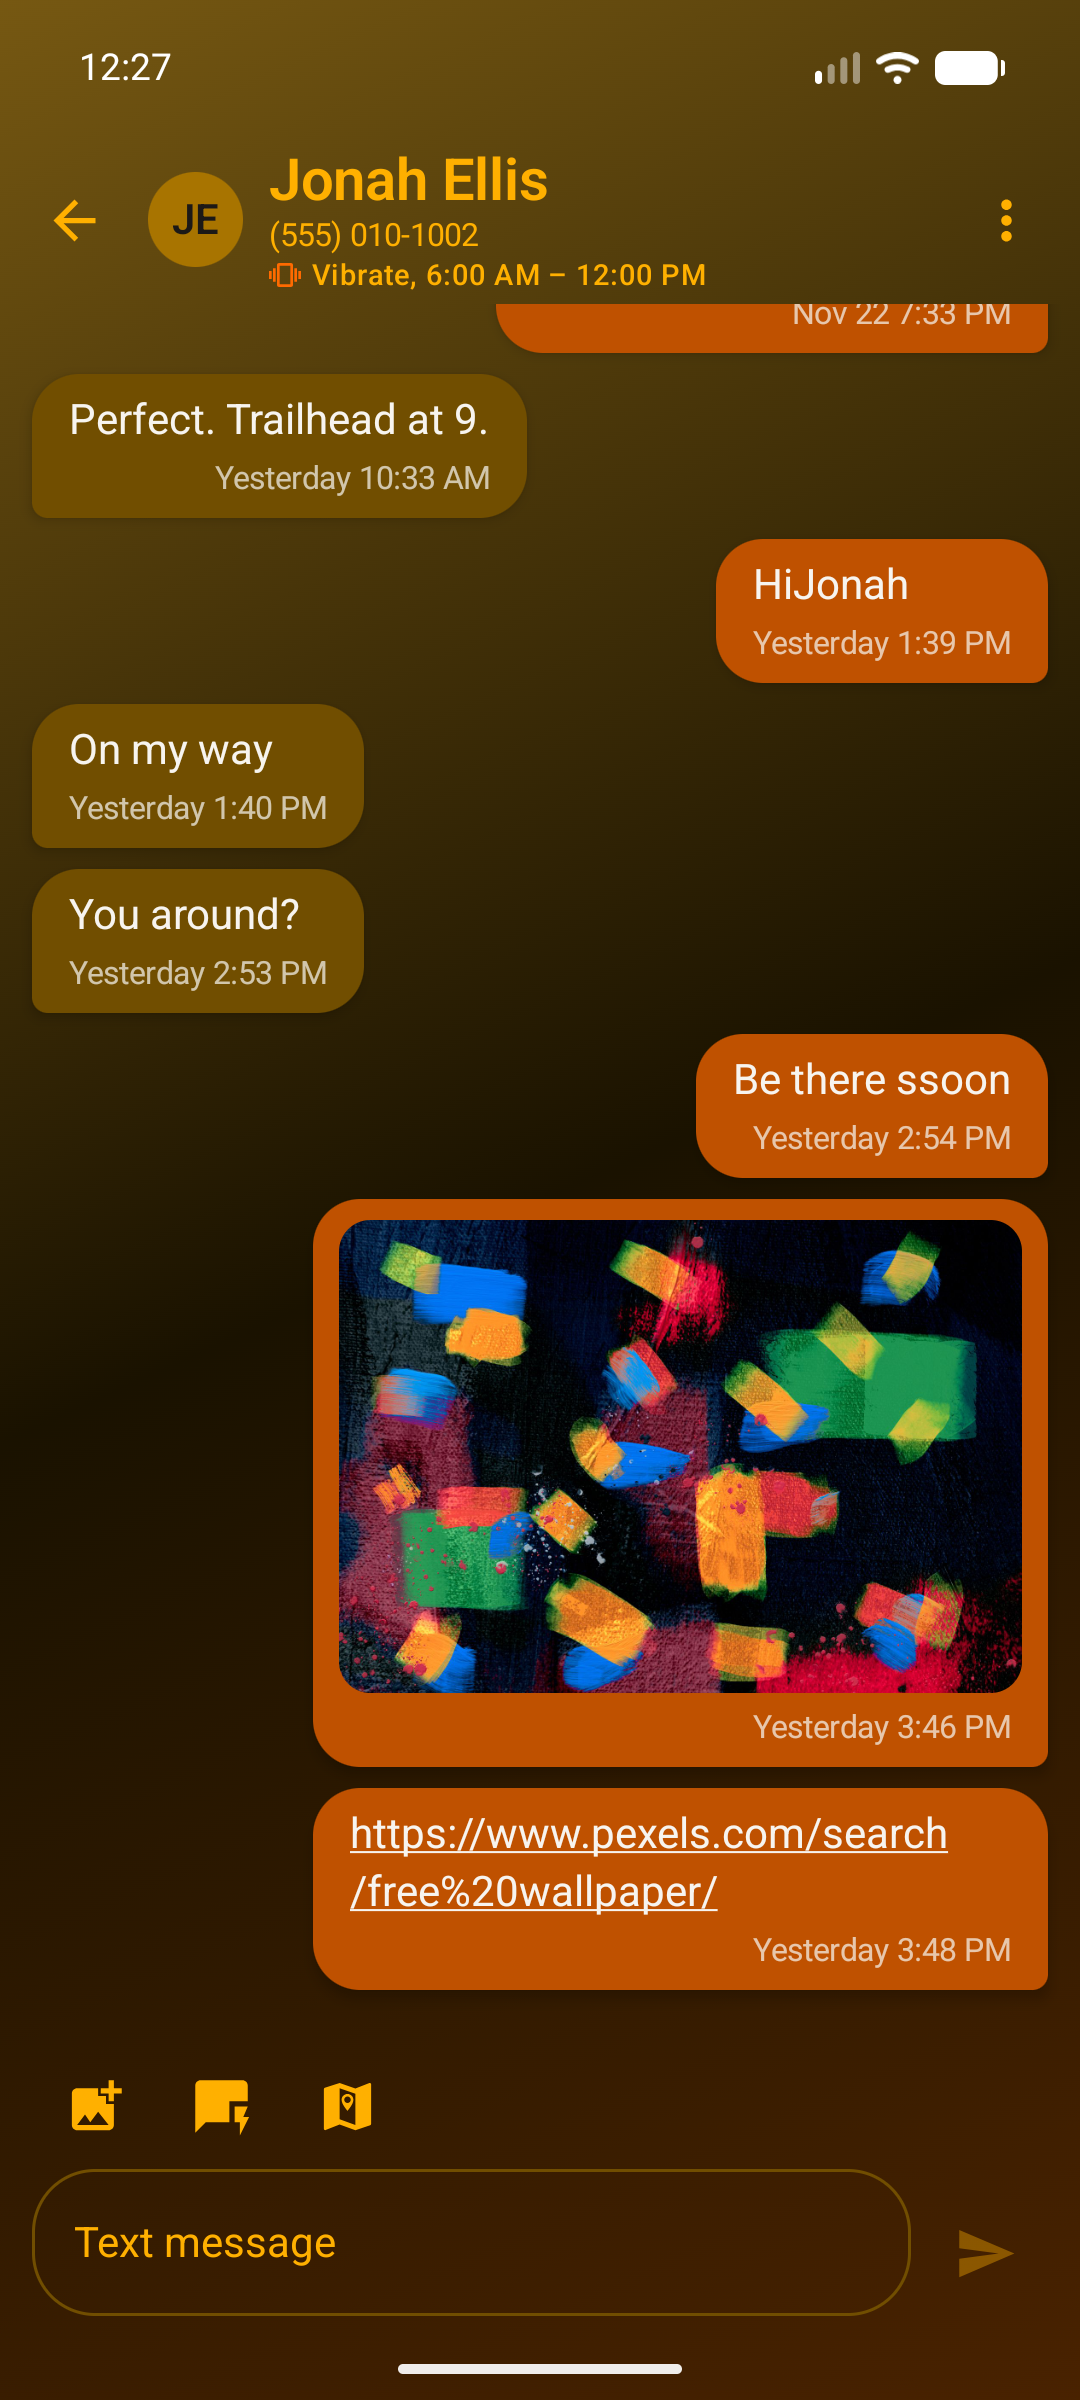 12:27
JE
Jonah Ellis
(555) 010-1002
Vibrate, 6:00 AM – 12:00 PM
Nov 22 7:33 PM
Perfect. Trailhead at 9.
Yesterday 10:33 AM
HiJonah
Yesterday 1:39 PM
On my way
Yesterday 1:40 PM
You around?
Yesterday 2:53 PM
Be there ssoon
Yesterday 2:54 PM
Yesterday 3:46 PM
https://www.pexels.com/search
/free%20wallpaper/
Yesterday 3:48 PM
Text message